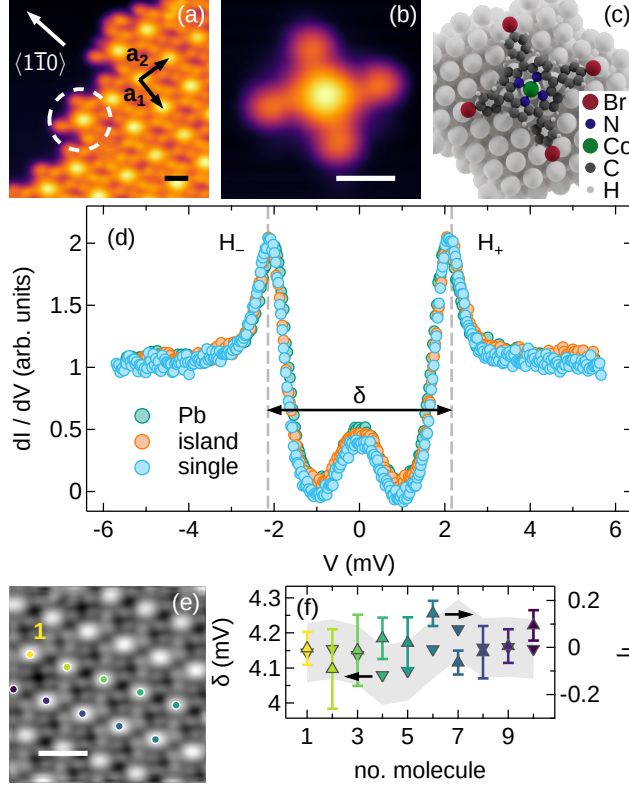 (a)
⟨11̅0⟩
a₂
a₁
(b)
(c)
Br
N
Co
C
H
(d)
H₋
H₊
δ
Pb
island
single
2
1.5
1
0.5
0
dI / dV (arb. units)
−6
−4
−2
0
2
4
6
V (mV)
(e)
1
(f)
4.3
4.2
4.1
4
δ (mV)
0.2
0
-0.2
η
1
3
5
7
9
no. molecule